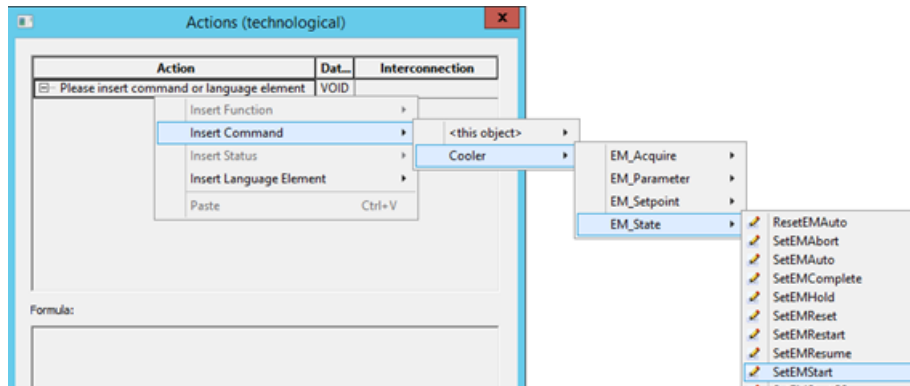 Actions (technological)
x
Action Dat... Interconnection
Please insert command or language element VOID
Insert Function
Insert Command
Insert Status
Insert Language Element
Paste Ctrl+V
<this object>
Cooler
EM_Acquire
EM_Parameter
EM_Setpoint
EM_State
ResetEMAuto
SetEMAbort
SetEMAuto
SetEMComplete
SetEMHold
SetEMReset
SetEMRestart
SetEMResume
SetEMStart
Formula: